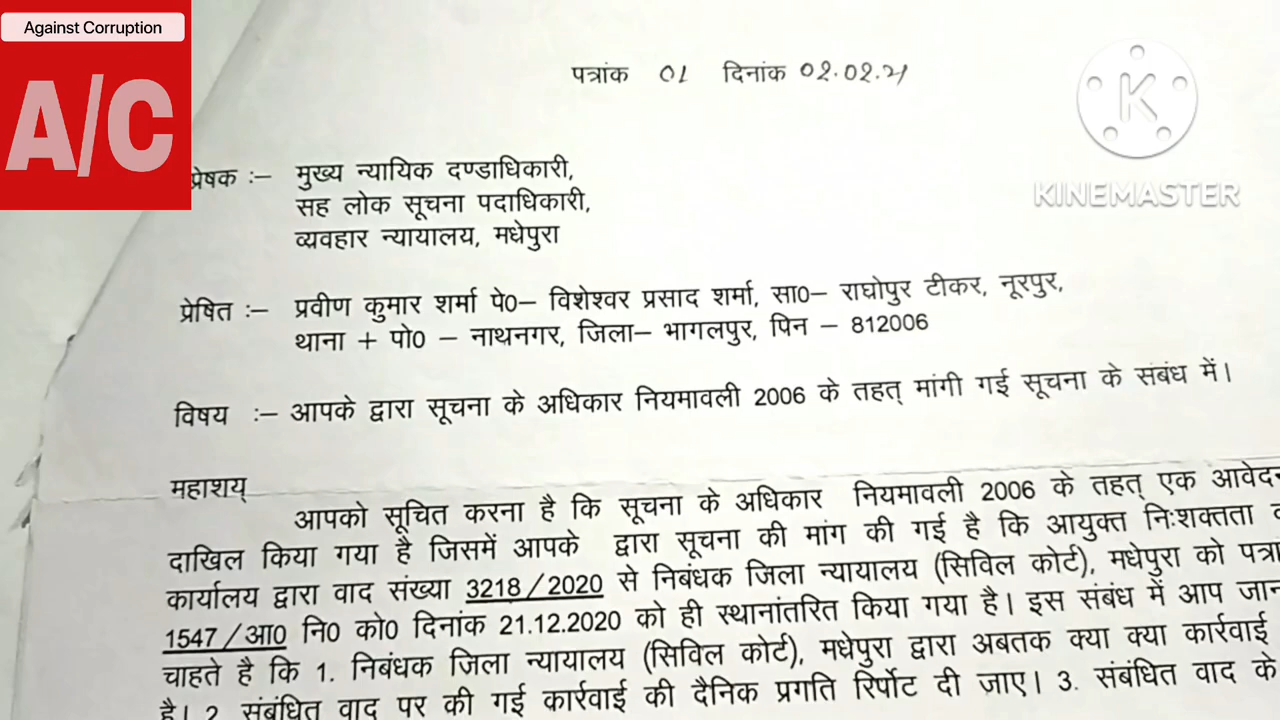 Against Corruption
A/C
पत्रांक 01 दिनांक 02.02.21
KINEMASTER
प्रेषक :– मुख्य न्यायिक दण्डाधिकारी,
सह लोक सूचना पदाधिकारी,
व्यवहार न्यायालय, मधेपुरा
प्रेषित :– प्रवीण कुमार शर्मा पे0– विशेश्वर प्रसाद शर्मा, सा0– राघोपुर टीकर, नूरपुर,
थाना + पो0 – नाथनगर, जिला– भागलपुर, पिन – 812006
विषय :– आपके द्वारा सूचना के अधिकार नियमावली 2006 के तहत् मांगी गई सूचना के संबंध में।
महाशय्
आपको सूचित करना है कि सूचना के अधिकार नियमावली 2006 के तहत् एक आवेदन
दाखिल किया गया है जिसमें आपके द्वारा सूचना की मांग की गई है कि आयुक्त निःशक्तता
कार्यालय द्वारा वाद संख्या 3218/2020 से निबंधक जिला न्यायालय (सिविल कोर्ट), मधेपुरा को
1547/आ0 नि0 को0 दिनांक 21.12.2020 को ही स्थानांतरित किया गया है। इस संबंध में आप
चाहते है कि 1. निबंधक जिला न्यायालय (सिविल कोर्ट), मधेपुरा द्वारा अबतक क्या क्या कार्रवाई
है। 2. संबंधित वाद पर की गई कार्रवाई की दैनिक प्रगति रिर्पोट दी जाए। 3. संबंधित वाद के